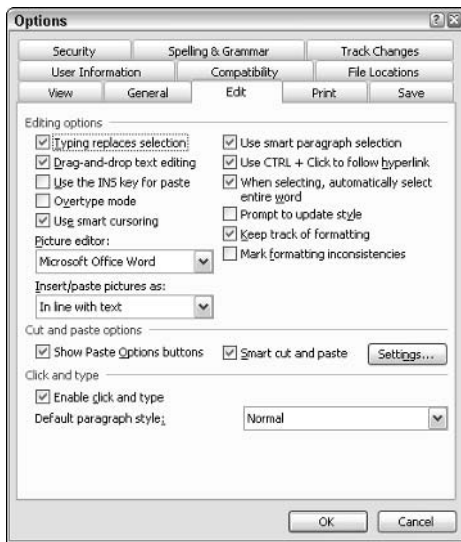 Options
Security Spelling & Grammar Track Changes
User Information Compatibility File Locations
View General Edit Print Save
Editing options
Typing replaces selection
Drag-and-drop text editing
Use the INS key for paste
Overtype mode
Use smart cursoring
Picture editor:
Microsoft Office Word
Insert/paste pictures as:
In line with text
Use smart paragraph selection
Use CTRL + Click to follow hyperlink
When selecting, automatically select
entire word
Prompt to update style
Keep track of formatting
Mark formatting inconsistencies
Cut and paste options
Show Paste Options buttons Smart cut and paste Settings...
Click and type
Enable click and type
Default paragraph style: Normal
OK Cancel